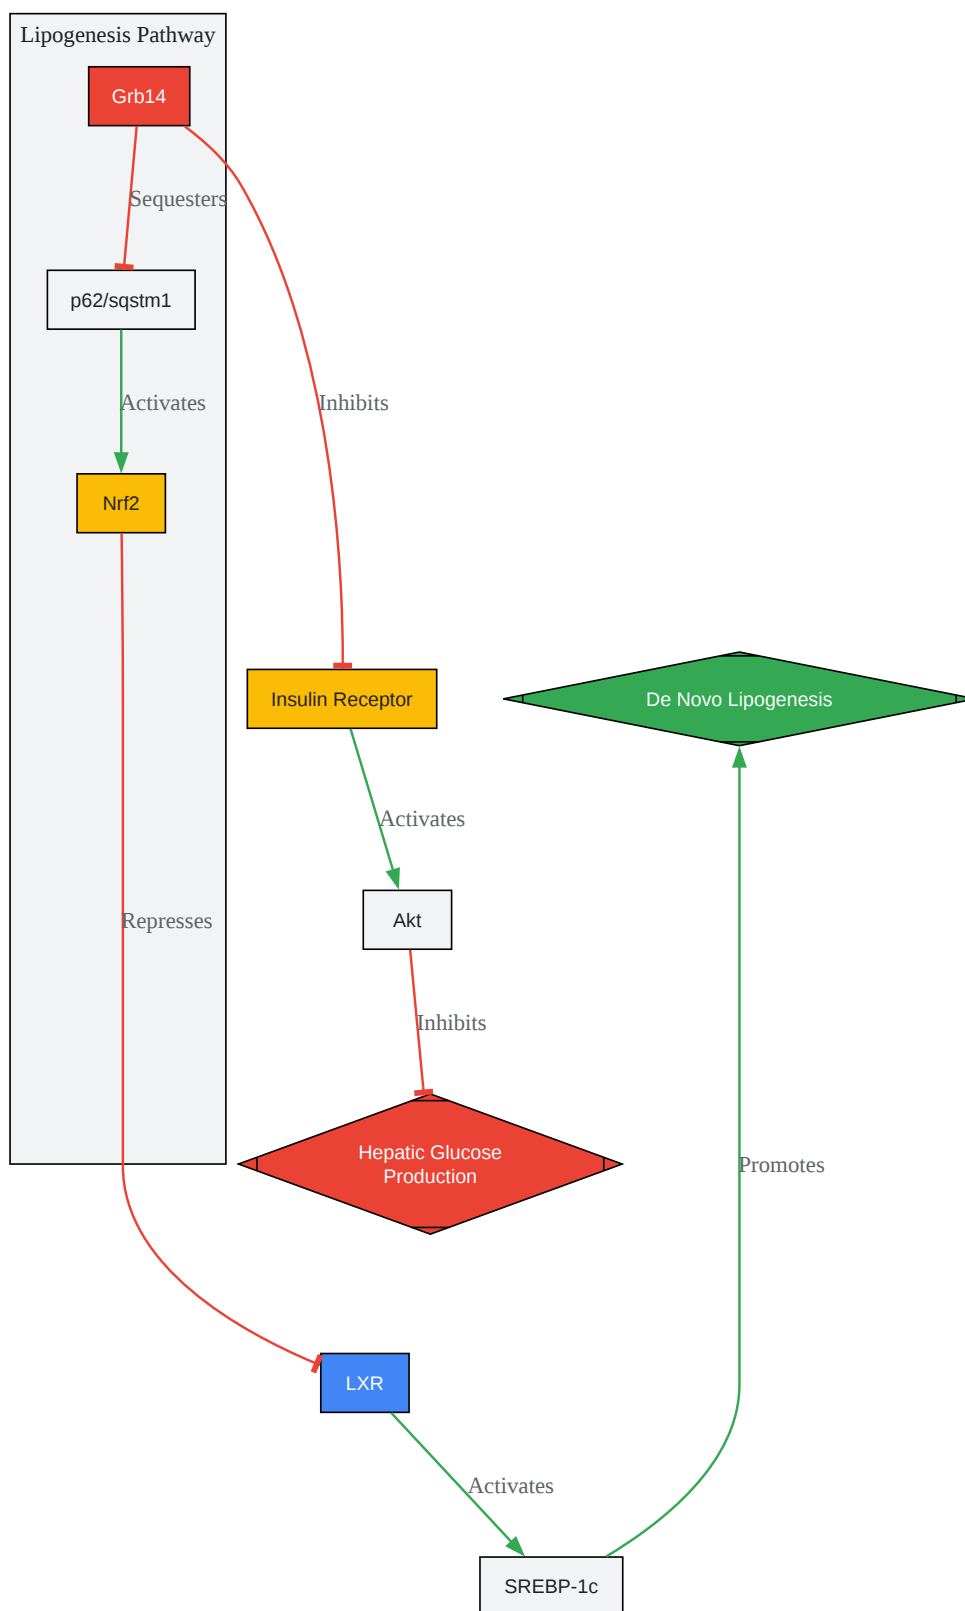 Lipogenesis Pathway
Grb14
Sequesters
p62/sqstm1
Activates
Inhibits
Nrf2
Insulin Receptor
De Novo Lipogenesis
Activates
Represses
Akt
Inhibits
Hepatic Glucose
Production
Promotes
LXR
Activates
SREBP-1c